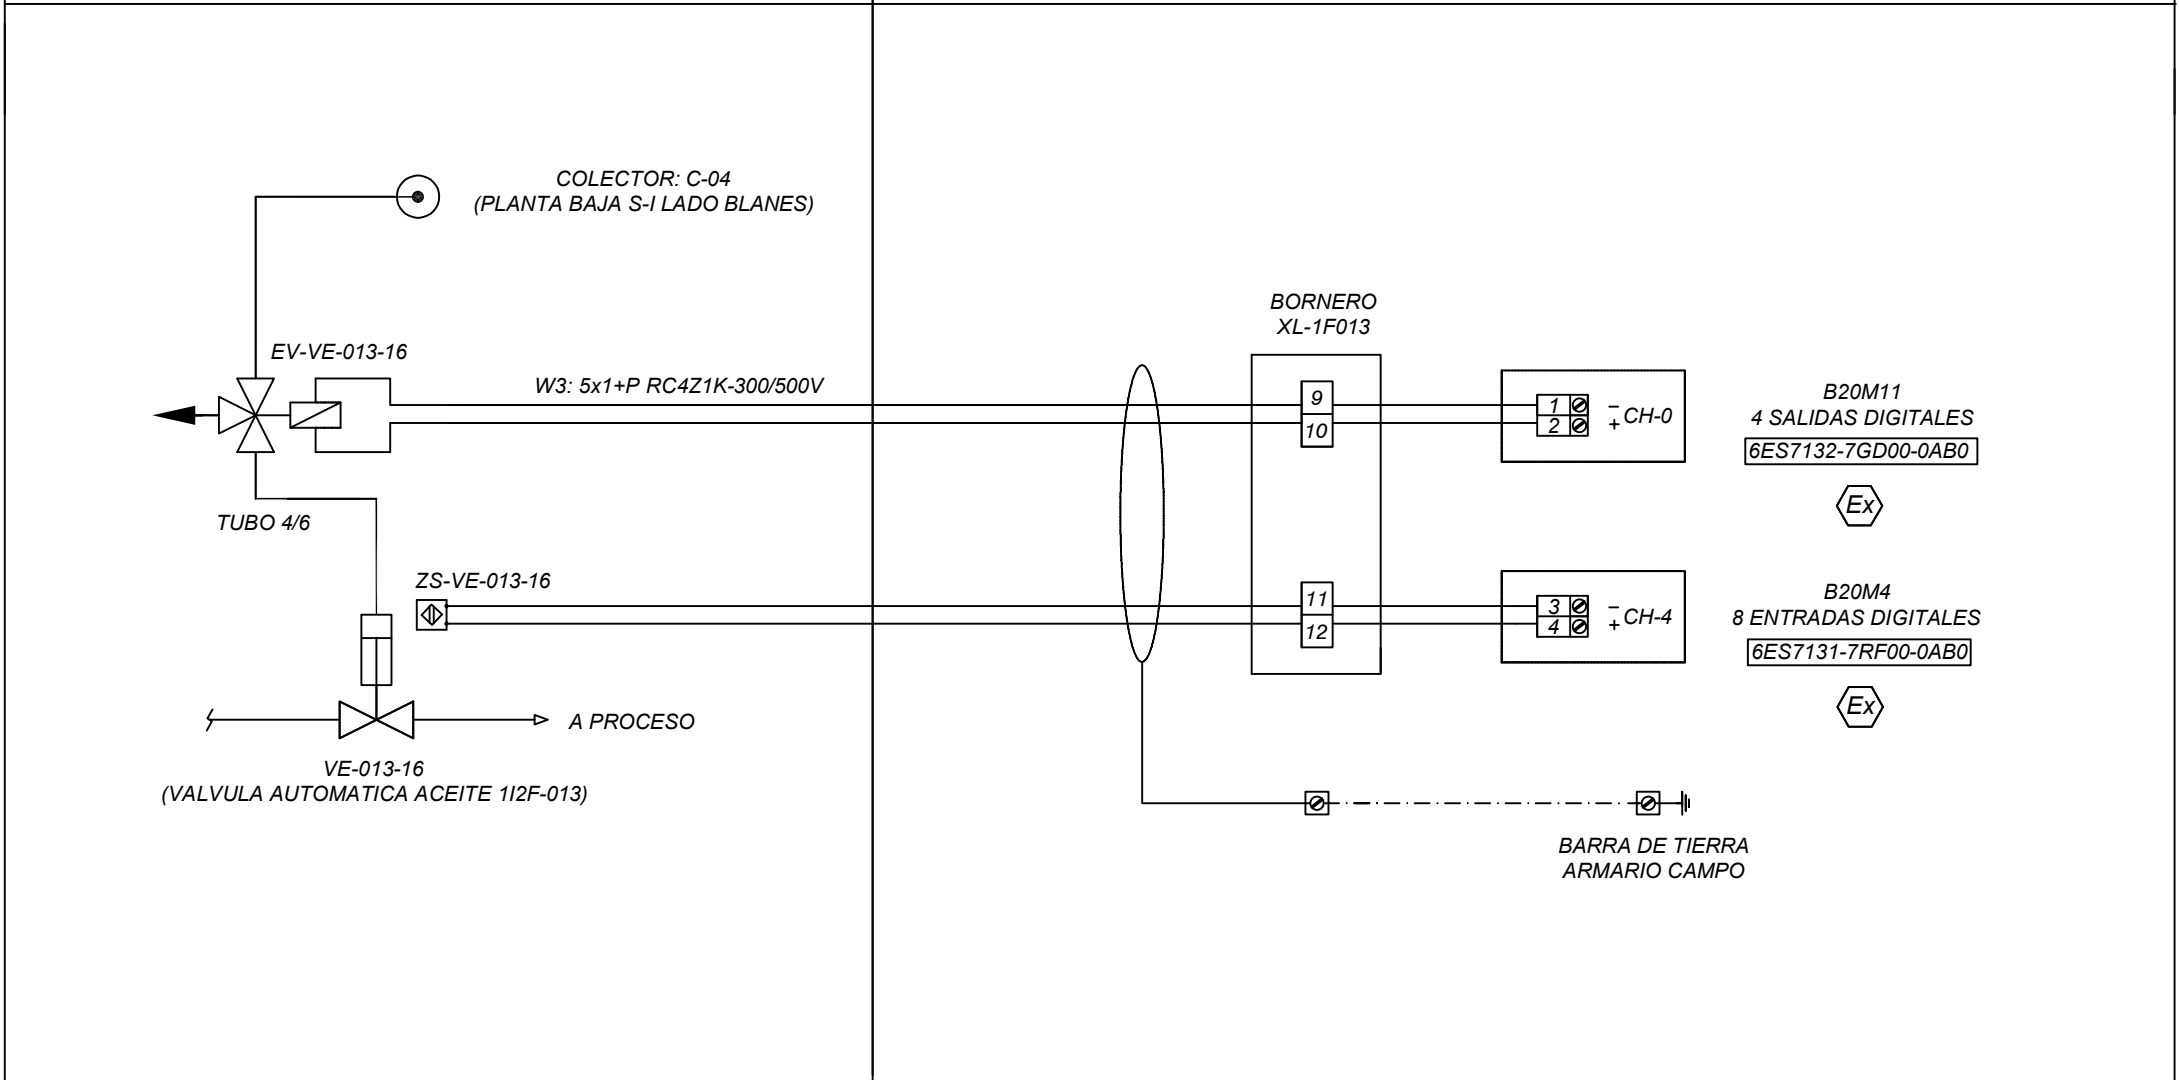 COLECTOR: C-04
(PLANTA BAJA S-I LADO BLANES)
EV-VE-013-16
W3: 5x1+P RC4Z1K-300/500V
TUBO 4/6
ZS-VE-013-16
A PROCESO
VE-013-16
(VALVULA AUTOMATICA ACEITE 1I2F-013)
BORNERO
XL-1F013
9
10
1
2
−
+
CH-0
B20M11
4 SALIDAS DIGITALES
6ES7132-7GD00-0AB0
Ex
11
12
3
4
−
+
CH-4
B20M4
8 ENTRADAS DIGITALES
6ES7131-7RF00-0AB0
Ex
BARRA DE TIERRA
ARMARIO CAMPO